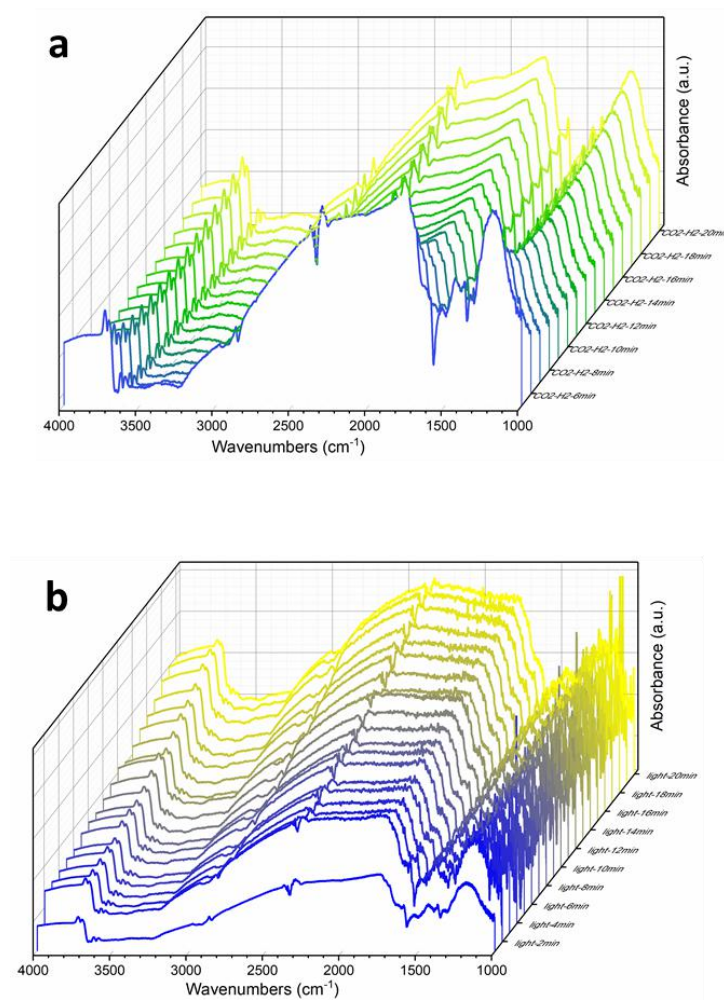 a
Absorbance (a.u.)
CO2-H2-20min
CO2-H2-18min
CO2-H2-16min
CO2-H2-14min
CO2-H2-12min
CO2-H2-10min
CO2-H2-8min
CO2-H2-6min
4000 3500 3000 2500 2000 1500 1000
Wavenumbers (cm⁻¹)
b
Absorbance (a.u.)
light-20min
light-18min
light-16min
light-14min
light-12min
light-10min
light-8min
light-6min
light-4min
light-2min
4000 3500 3000 2500 2000 1500 1000
Wavenumbers (cm⁻¹)